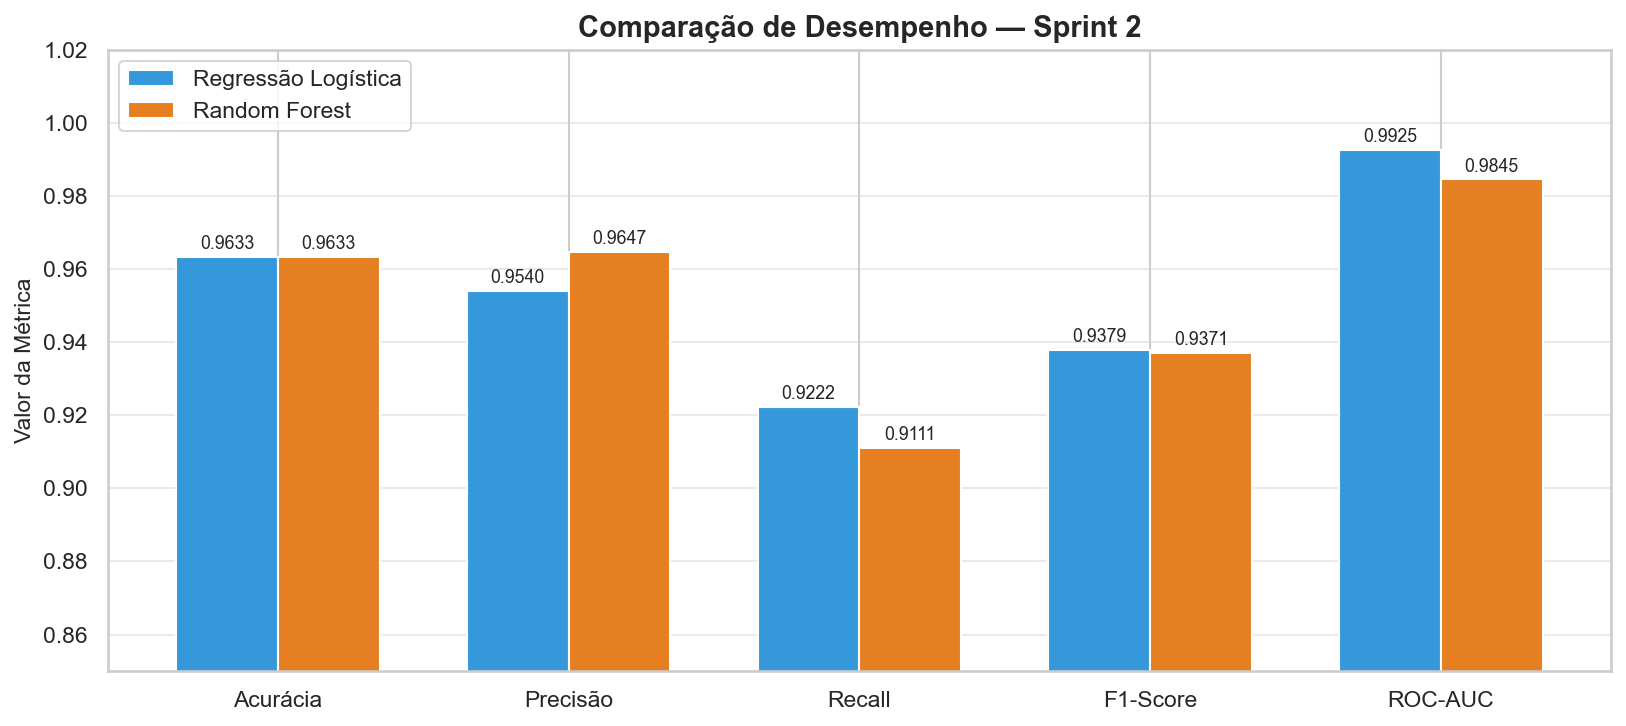 Comparação de Desempenho — Sprint 2
Regressão Logística
Random Forest
Valor da Métrica
1.02
1.00
0.98
0.96
0.94
0.92
0.90
0.88
0.86
0.9633
0.9633
0.9540
0.9647
0.9222
0.9111
0.9379
0.9371
0.9925
0.9845
Acurácia
Precisão
Recall
F1-Score
ROC-AUC